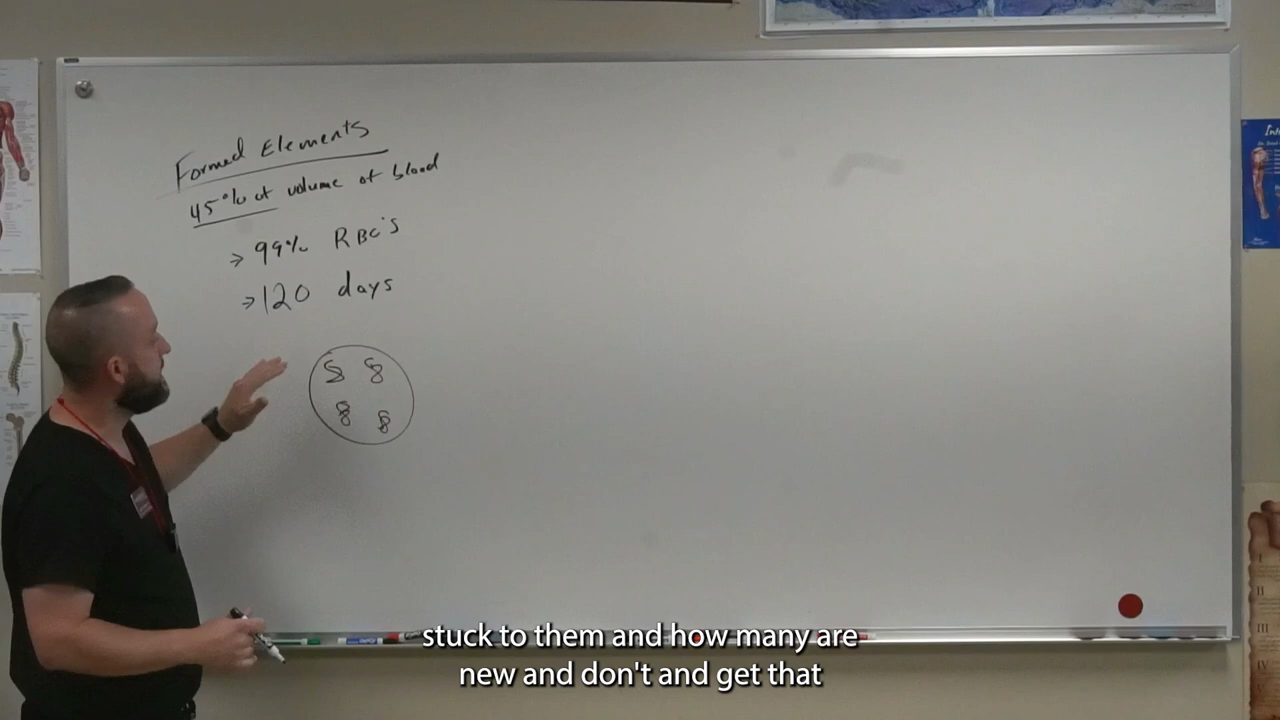 Formed Elements
45% of volume of blood
→ 99% RBC's
→ 120 days
stuck to them and how many are
new and don't and get that